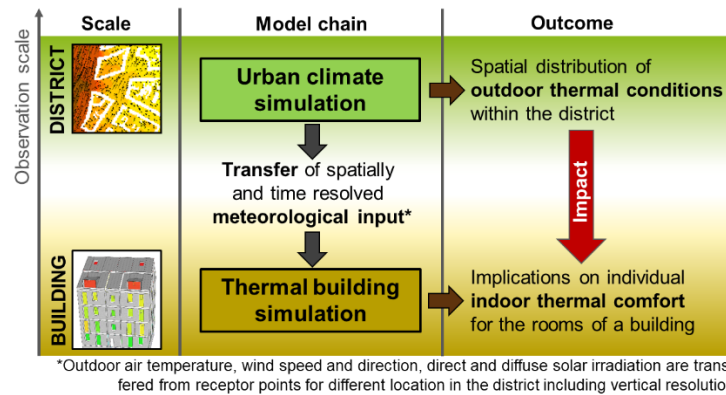 Scale
Model chain
Outcome
Observation scale
DISTRICT
Urban climate
simulation
Spatial distribution of
outdoor thermal conditions
within the district
Transfer of spatially
and time resolved
meteorological input*
Impact
BUILDING
Thermal building
simulation
Implications on individual
indoor thermal comfort
for the rooms of a building
*Outdoor air temperature, wind speed and direction, direct and diffuse solar irradiation are trans
fered from receptor points for different location in the district including vertical resolutio